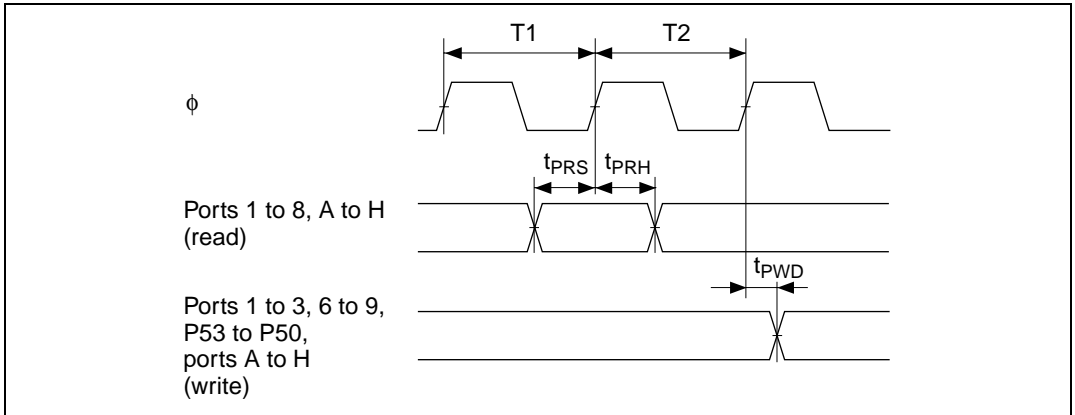 T1 T2
ϕ
tPRS tPRH
Ports 1 to 8, A to H
(read)
tPWD
Ports 1 to 3, 6 to 9,
P53 to P50,
ports A to H
(write)